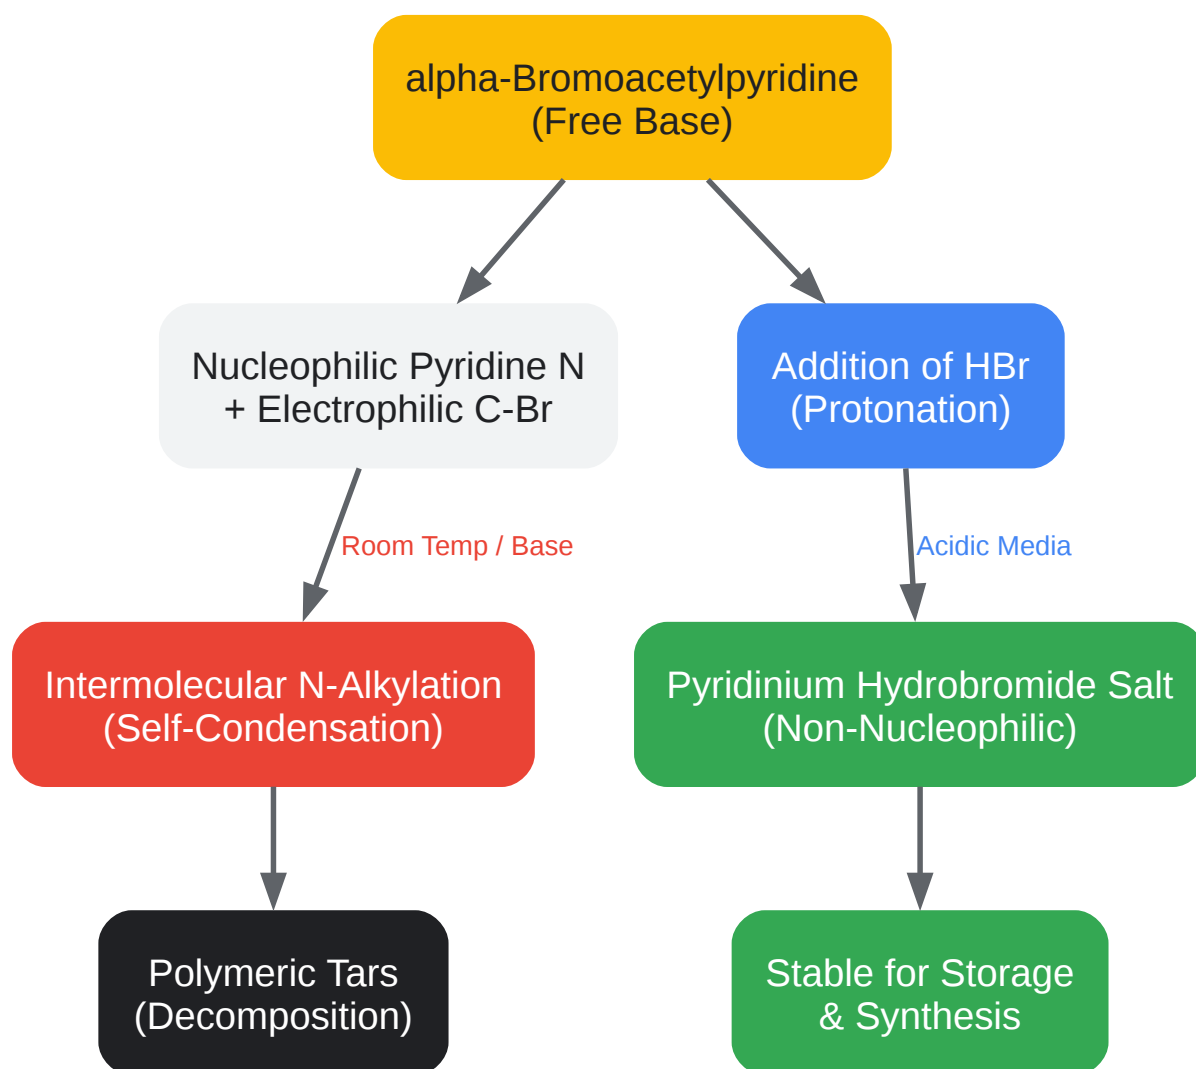 alpha-Bromoacetylpyridine
(Free Base)
Nucleophilic Pyridine N
+ Electrophilic C-Br
Addition of HBr
(Protonation)
Room Temp / Base
Acidic Media
Intermolecular N-Alkylation
(Self-Condensation)
Pyridinium Hydrobromide Salt
(Non-Nucleophilic)
Polymeric Tars
(Decomposition)
Stable for Storage
& Synthesis